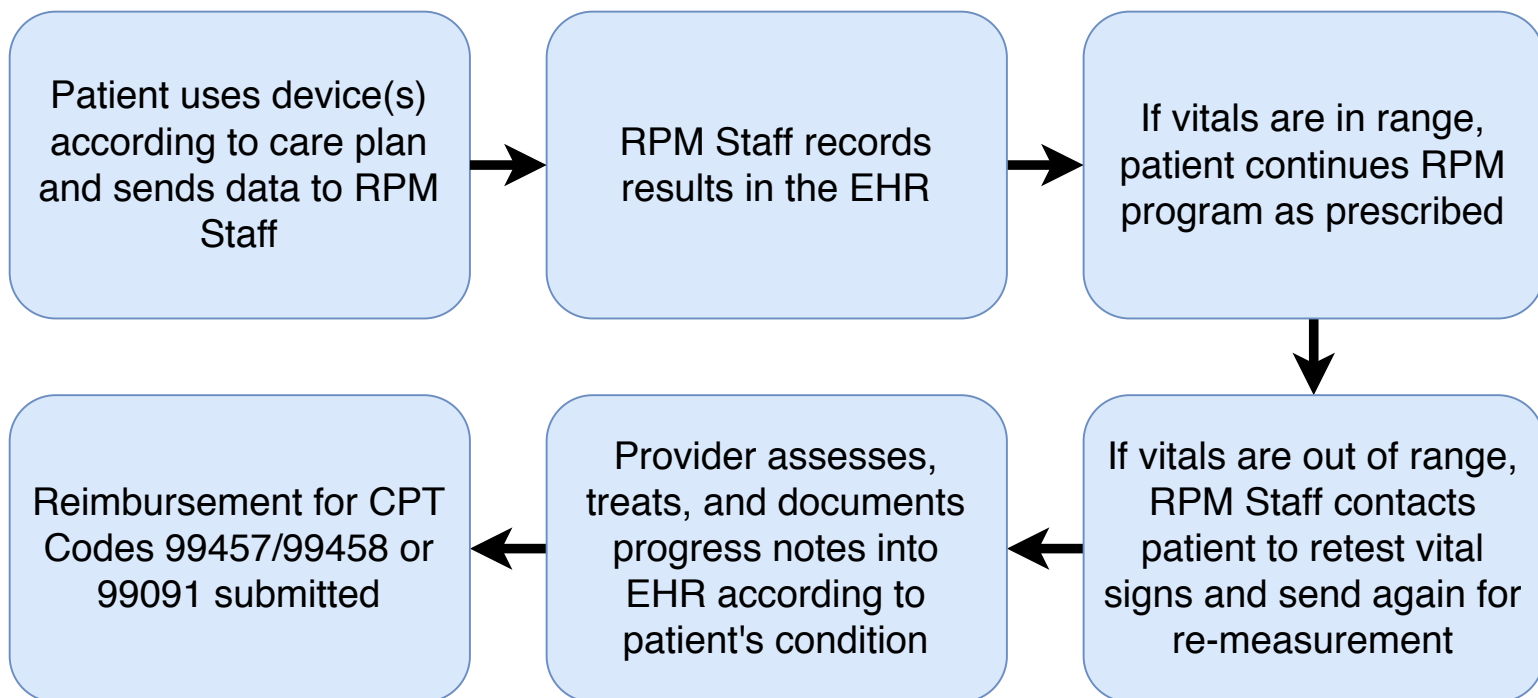 Patient uses device(s)
according to care plan
and sends data to RPM
Staff
RPM Staff records
results in the EHR
If vitals are in range,
patient continues RPM
program as prescribed
If vitals are out of range,
RPM Staff contacts
patient to retest vital
signs and send again for
re-measurement
Provider assesses,
treats, and documents
progress notes into
EHR according to
patient's condition
Reimbursement for CPT
Codes 99457/99458 or
99091 submitted